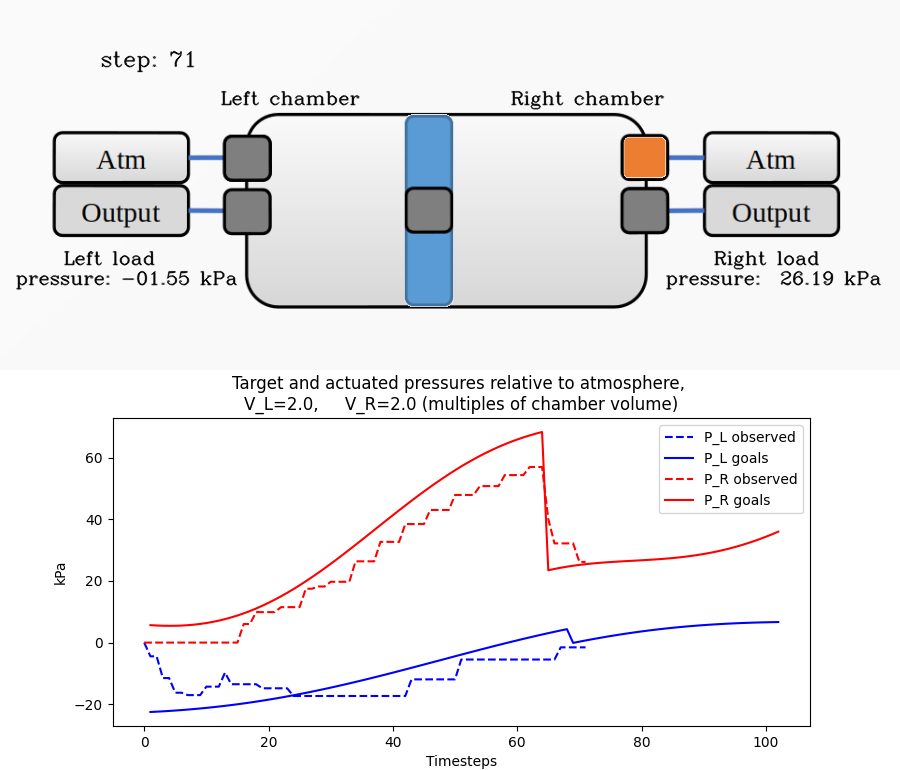 step: 71
Left chamber
Right chamber
Atm
Atm
Output
Output
Left load
pressure: -01.55 kPa
Right load
pressure: 26.19 kPa
Target and actuated pressures relative to atmosphere,
V_L=2.0, V_R=2.0 (multiples of chamber volume)
P_L observed
P_L goals
P_R observed
P_R goals
60
40
20
0
−20
kPa
0 20 40 60 80 100
Timesteps